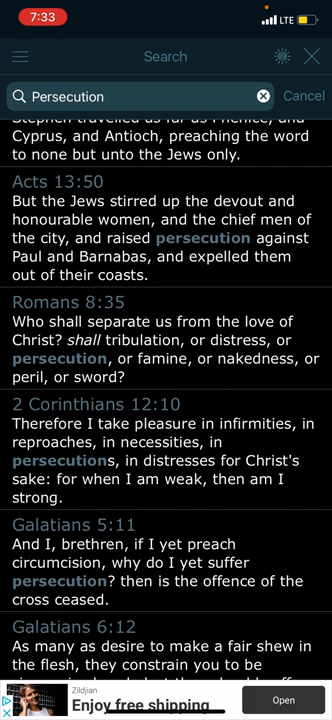 7:33
LTE
Search
Persecution
Cancel
Stephen travelled as far as Phenice, and
Cyprus, and Antioch, preaching the word
to none but unto the Jews only.
Acts 13:50
But the Jews stirred up the devout and
honourable women, and the chief men of
the city, and raised persecution against
Paul and Barnabas, and expelled them
out of their coasts.
Romans 8:35
Who shall separate us from the love of
Christ? shall tribulation, or distress, or
persecution, or famine, or nakedness, or
peril, or sword?
2 Corinthians 12:10
Therefore I take pleasure in infirmities, in
reproaches, in necessities, in
persecutions, in distresses for Christ's
sake: for when I am weak, then am I
strong.
Galatians 5:11
And I, brethren, if I yet preach
circumcision, why do I yet suffer
persecution? then is the offence of the
cross ceased.
Galatians 6:12
As many as desire to make a fair shew in
the flesh, they constrain you to be
Zildjian
Enjoy free shipping
Open